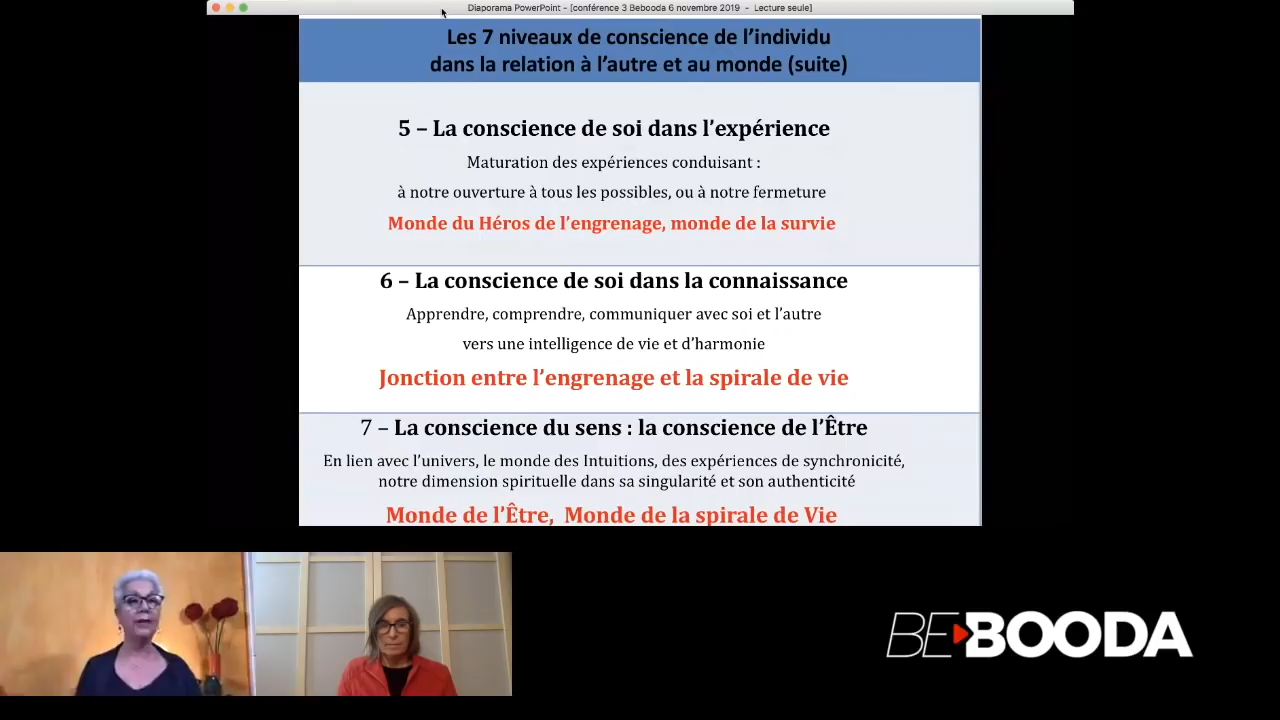 Diaporama PowerPoint - [conférence 3 Bebooda 6 novembre 2019 - Lecture seule]
Les 7 niveaux de conscience de l'individu
dans la relation à l'autre et au monde (suite)
5 – La conscience de soi dans l'expérience
Maturation des expériences conduisant :
à notre ouverture à tous les possibles, ou à notre fermeture
Monde du Héros de l'engrenage, monde de la survie
6 – La conscience de soi dans la connaissance
Apprendre, comprendre, communiquer avec soi et l'autre
vers une intelligence de vie et d'harmonie
Jonction entre l'engrenage et la spirale de vie
7 – La conscience du sens : la conscience de l'Être
En lien avec l'univers, le monde des Intuitions, des expériences de synchronicité,
notre dimension spirituelle dans sa singularité et son authenticité
Monde de l'Être, Monde de la spirale de Vie
BEBOODA